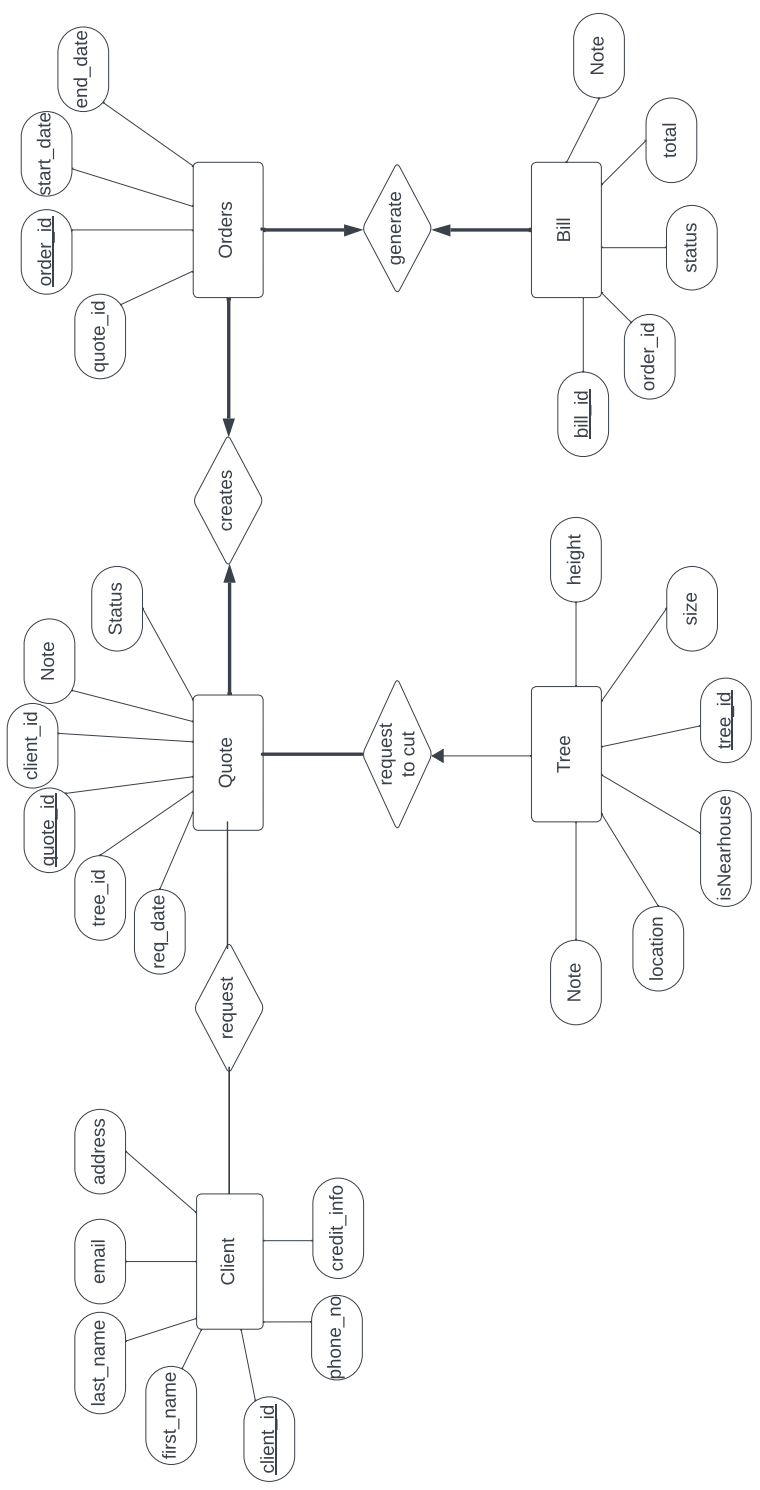 client_id
quote_id
Note
order_id
start_date
end_date
last_name
email
address
tree_id
quote_id
Status
req_date
first_name
Client
request
Quote
creates
Orders
client_id
phone_no
credit_info
request
to cut
generate
Tree
Bill
Note
height
bill_id
Note
location
order_id
total
size
status
isNearhouse
tree_id